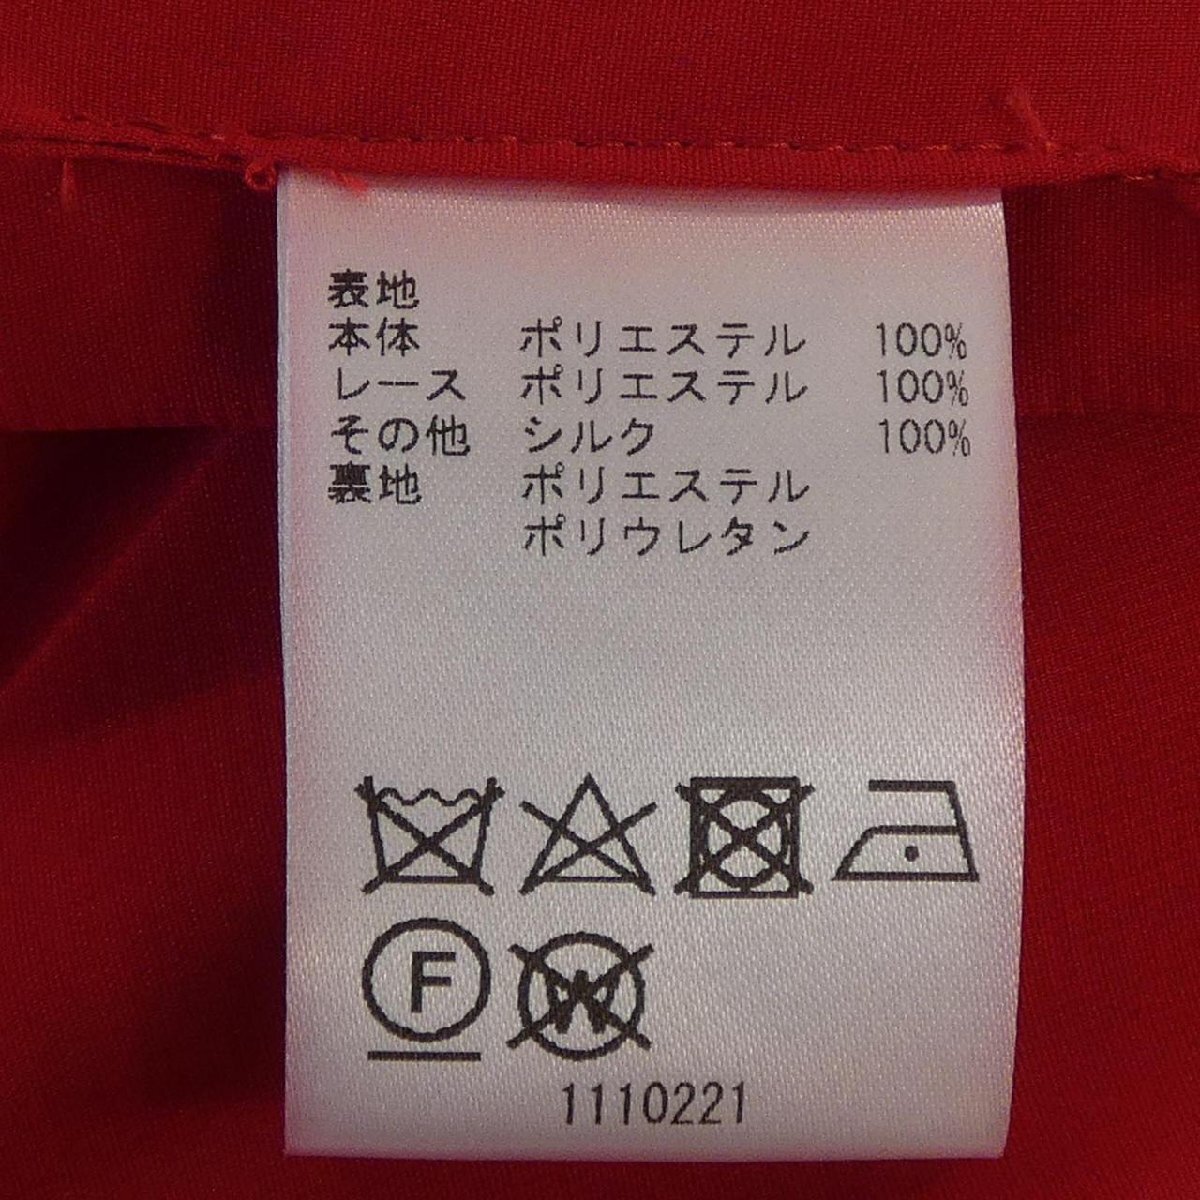 表地
本体 ポリエステル 100%
レース ポリエステル 100%
その他 シルク 100%
裏地 ポリエステル
ポリウレタン
F W
1110221